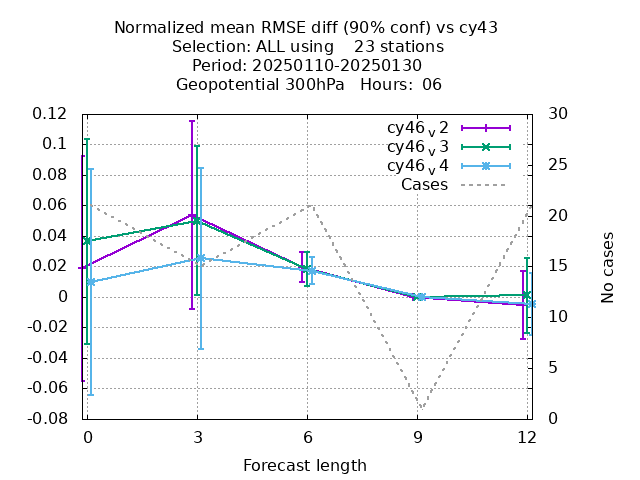 Normalized mean RMSE diff (90% conf) vs cy43
Selection: ALL using    23 stations
Period: 20250110-20250130
Geopotential 300hPa   Hours: 06
0.12
0.1
0.08
0.06
0.04
0.02
0
-0.02
-0.04
-0.06
-0.08
30
25
20
15
10
5
0
cy46_v2
cy46_v3
cy46_v4
Cases
No cases
0 3 6 9 12
Forecast length